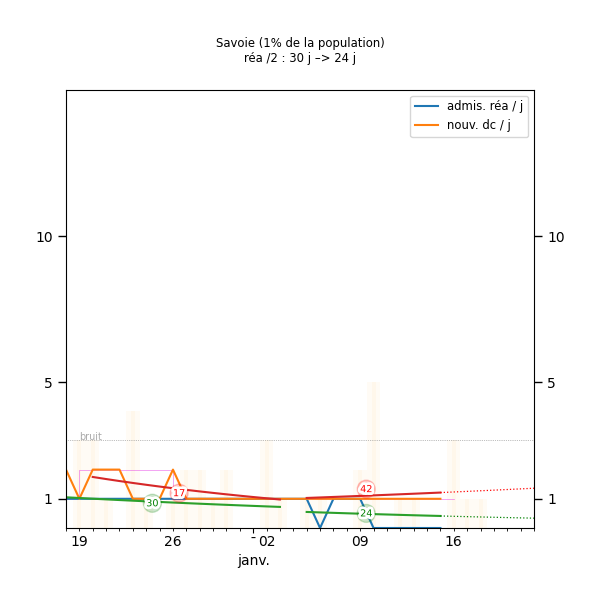 Savoie (1% de la population)
réa /2 : 30 j –> 24 j
admis. réa / j
nouv. dc / j
10
10
5
5
bruit
17
42
30
24
1
1
19
26
02
09
16
janv.